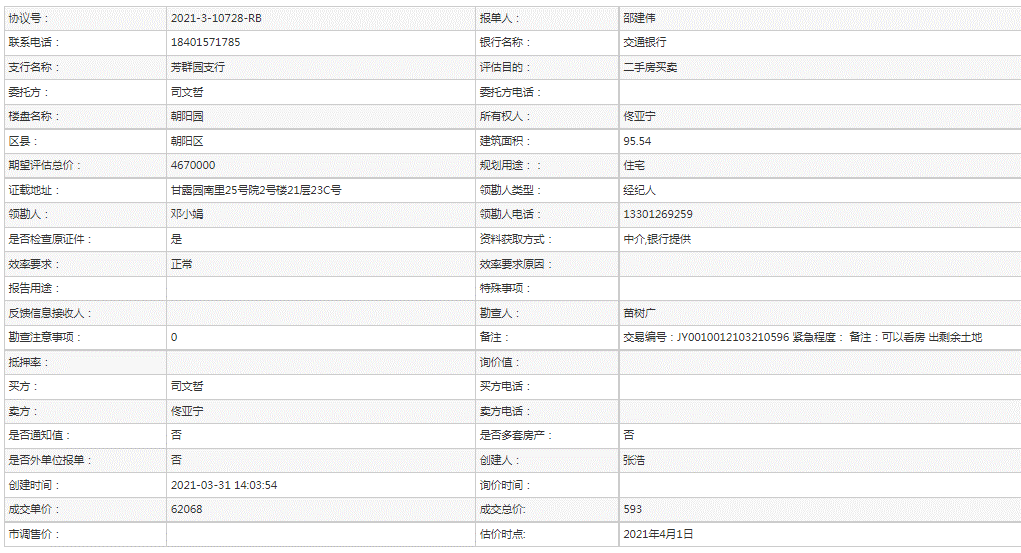 协议号： 2021-3-10728-RB 报单人： 邵建伟
联系电话： 18401571785 银行名称： 交通银行
支行名称： 芳群园支行 评估目的： 二手房买卖
委托方： 司文哲 委托方电话：
楼盘名称： 朝阳园 所有权人： 佟亚宁
区县： 朝阳区 建筑面积： 95.54
期望评估总价： 4670000 规划用途：： 住宅
证载地址： 甘露园南里25号院2号楼21层23C号 领勘人类型： 经纪人
领勘人： 邓小娟 领勘人电话： 13301269259
是否检查原证件： 是 资料获取方式： 中介,银行提供
效率要求： 正常 效率要求原因：
报告用途： 特殊事项：
反馈信息接收人： 勘查人： 苗树广
勘查注意事项： 0 备注： 交易编号：JY0010012103210596 紧急程度： 备注：可以看房 出剩余土地
抵押率： 询价值：
买方： 司文哲 买方电话：
卖方： 佟亚宁 卖方电话：
是否通知值： 否 是否多套房产： 否
是否外单位报单： 否 创建人： 张浩
创建时间： 2021-03-31 14:03:54 询价时间：
成交单价： 62068 成交总价: 593
市调售价： 估价时点: 2021年4月1日